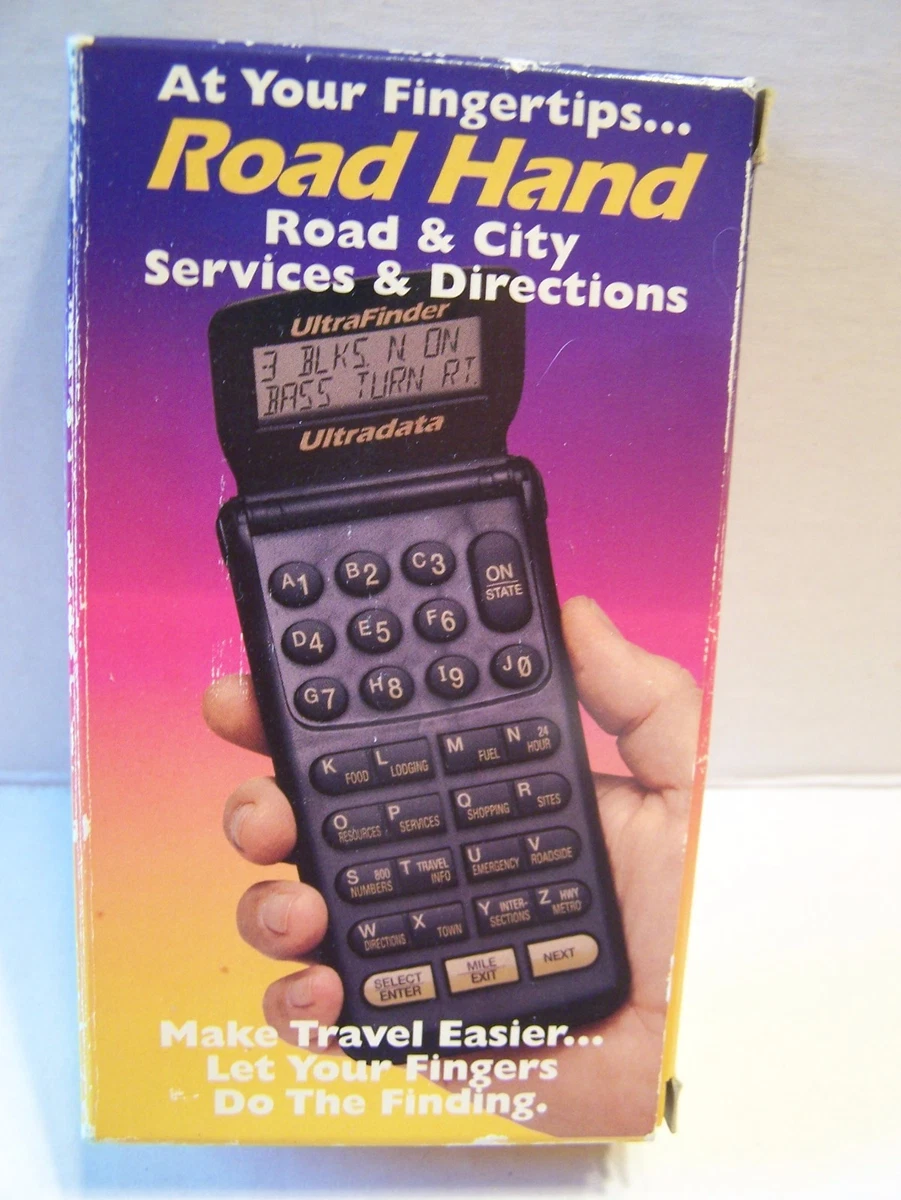 At Your Fingertips...
Road Hand
Road & City
Services & Directions
UltraFinder
3 BLKS. N. ON
BASS TURN RT.
Ultradata
A1 B2 C3 ON
STATE
D4 E5 F6
G7 H8 I9 JØ
K FOOD L LODGING M FUEL N 24 HOUR
O RESOURCES P SERVICES Q SHOPPING R SITES
S 800 NUMBERS T TRAVEL INFO U EMERGENCY V ROADSIDE
W DIRECTIONS X TOWN Y INTER-SECTIONS Z HWY METRO
SELECT ENTER MILE EXIT NEXT
Make Travel Easier...
Let Your Fingers
Do The Finding.